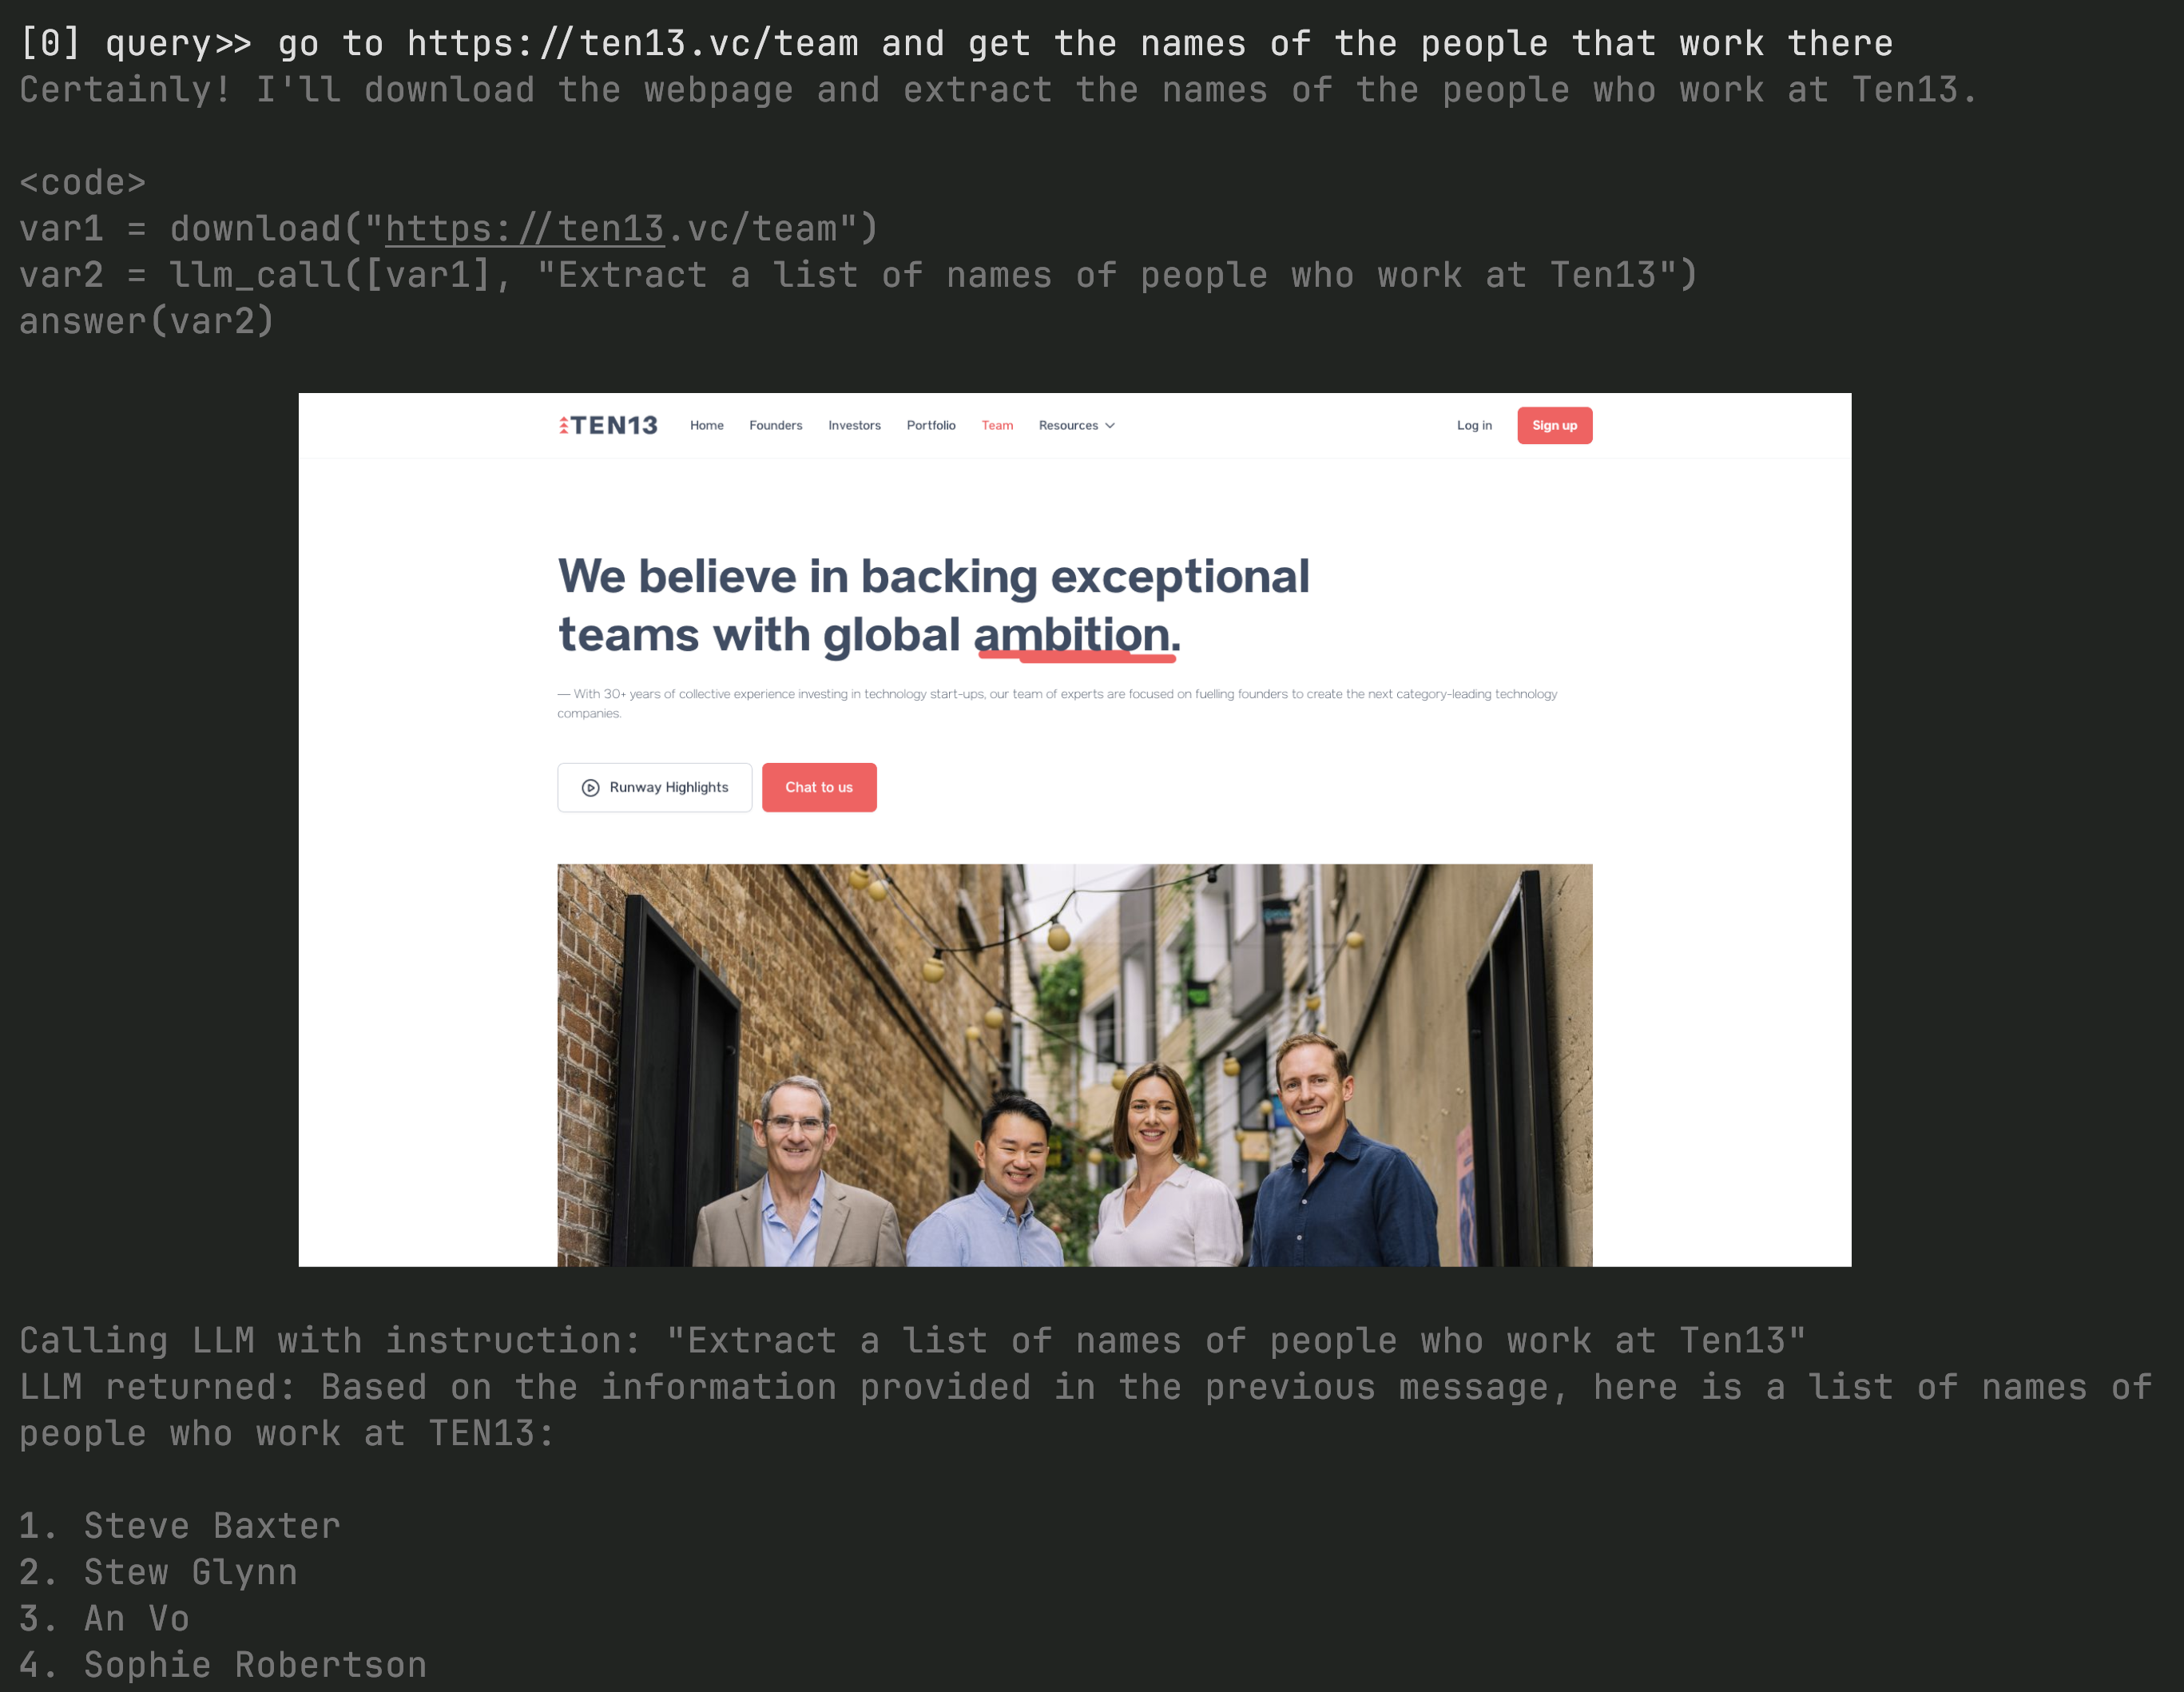 [0] query>> go to https://ten13.vc/team and get the names of the people that work there
Certainly! I'll download the webpage and extract the names of the people who work at Ten13.
<code>
var1 = download("https://ten13.vc/team")
var2 = llm_call([var1], "Extract a list of names of people who work at Ten13")
answer(var2)
TEN13 Home Founders Investors Portfolio Team Resources Log in Sign up
We believe in backing exceptional
teams with global ambition.
— With 30+ years of collective experience investing in technology start-ups, our team of experts are focused on fuelling founders to create the next category-leading technology
companies.
Runway Highlights Chat to us
Calling LLM with instruction: "Extract a list of names of people who work at Ten13"
LLM returned: Based on the information provided in the previous message, here is a list of names of
people who work at TEN13:
1. Steve Baxter
2. Stew Glynn
3. An Vo
4. Sophie Robertson